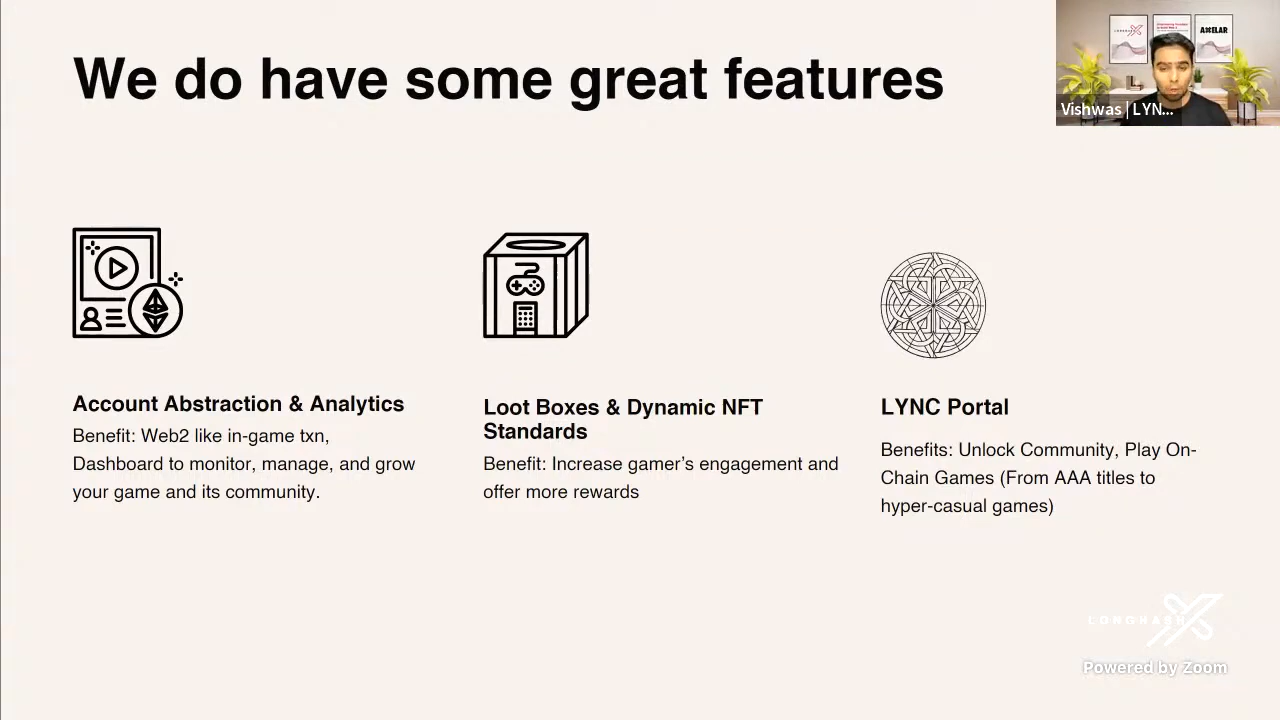 We do have some great features
AXELAR
Vishwas | LYN...
Account Abstraction & Analytics
Benefit: Web2 like in-game txn,
Dashboard to monitor, manage, and grow
your game and its community.
Loot Boxes & Dynamic NFT
Standards
Benefit: Increase gamer’s engagement and
offer more rewards
LYNC Portal
Benefits: Unlock Community, Play On-
Chain Games (From AAA titles to
hyper-casual games)
LONGHASH
Powered by Zoom